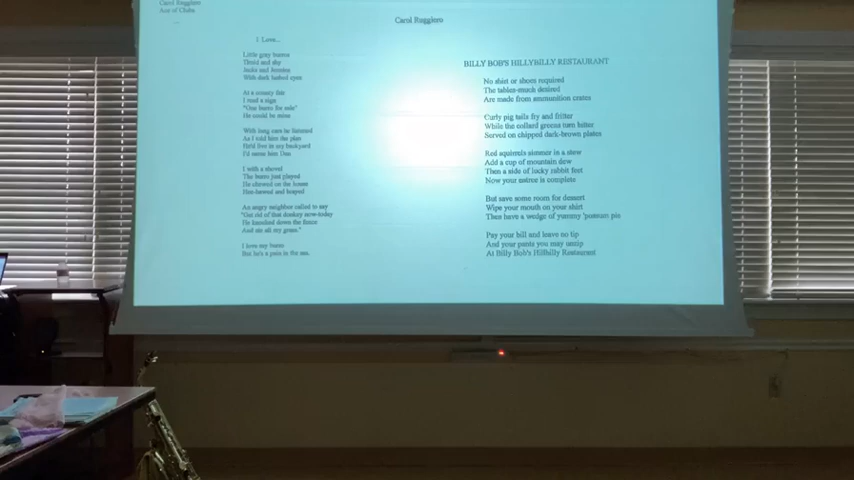 Carol Ruggiero
Ace of Clubs
Carol Ruggiero
I Love...
Little gray burros
Timid and shy
Jacks and Jennies
With dark lashed eyes
At a county fair
I read a sign
"One burro for sale"
He could be mine
With long ears he listened
As I told him the plan
He'd live in my backyard
I'd name him Dan
I with a shovel
The burro just played
He chewed on the house
Hee-hawed and brayed
An angry neighbor called to say
"Get rid of that donkey now-today
He knocked down the fence
And ate all my grass."
I love my burro
But he's a pain in the ass.
BILLY BOB'S HILLYBILLY RESTAURANT
No shirt or shoes required
The tables-much desired
Are made from ammunition crates
Curly pig tails fry and fritter
While the collard greens turn bitter
Served on chipped dark-brown plates
Red squirrels simmer in a stew
Add a cup of mountain dew
Then a side of lucky rabbit feet
Now your entree is complete
But save some room for dessert
Wipe your mouth on your shirt
Then have a wedge of yummy 'possum pie
Pay your bill and leave no tip
And your pants you may unzip
At Billy Bob's Hillbilly Restaurant